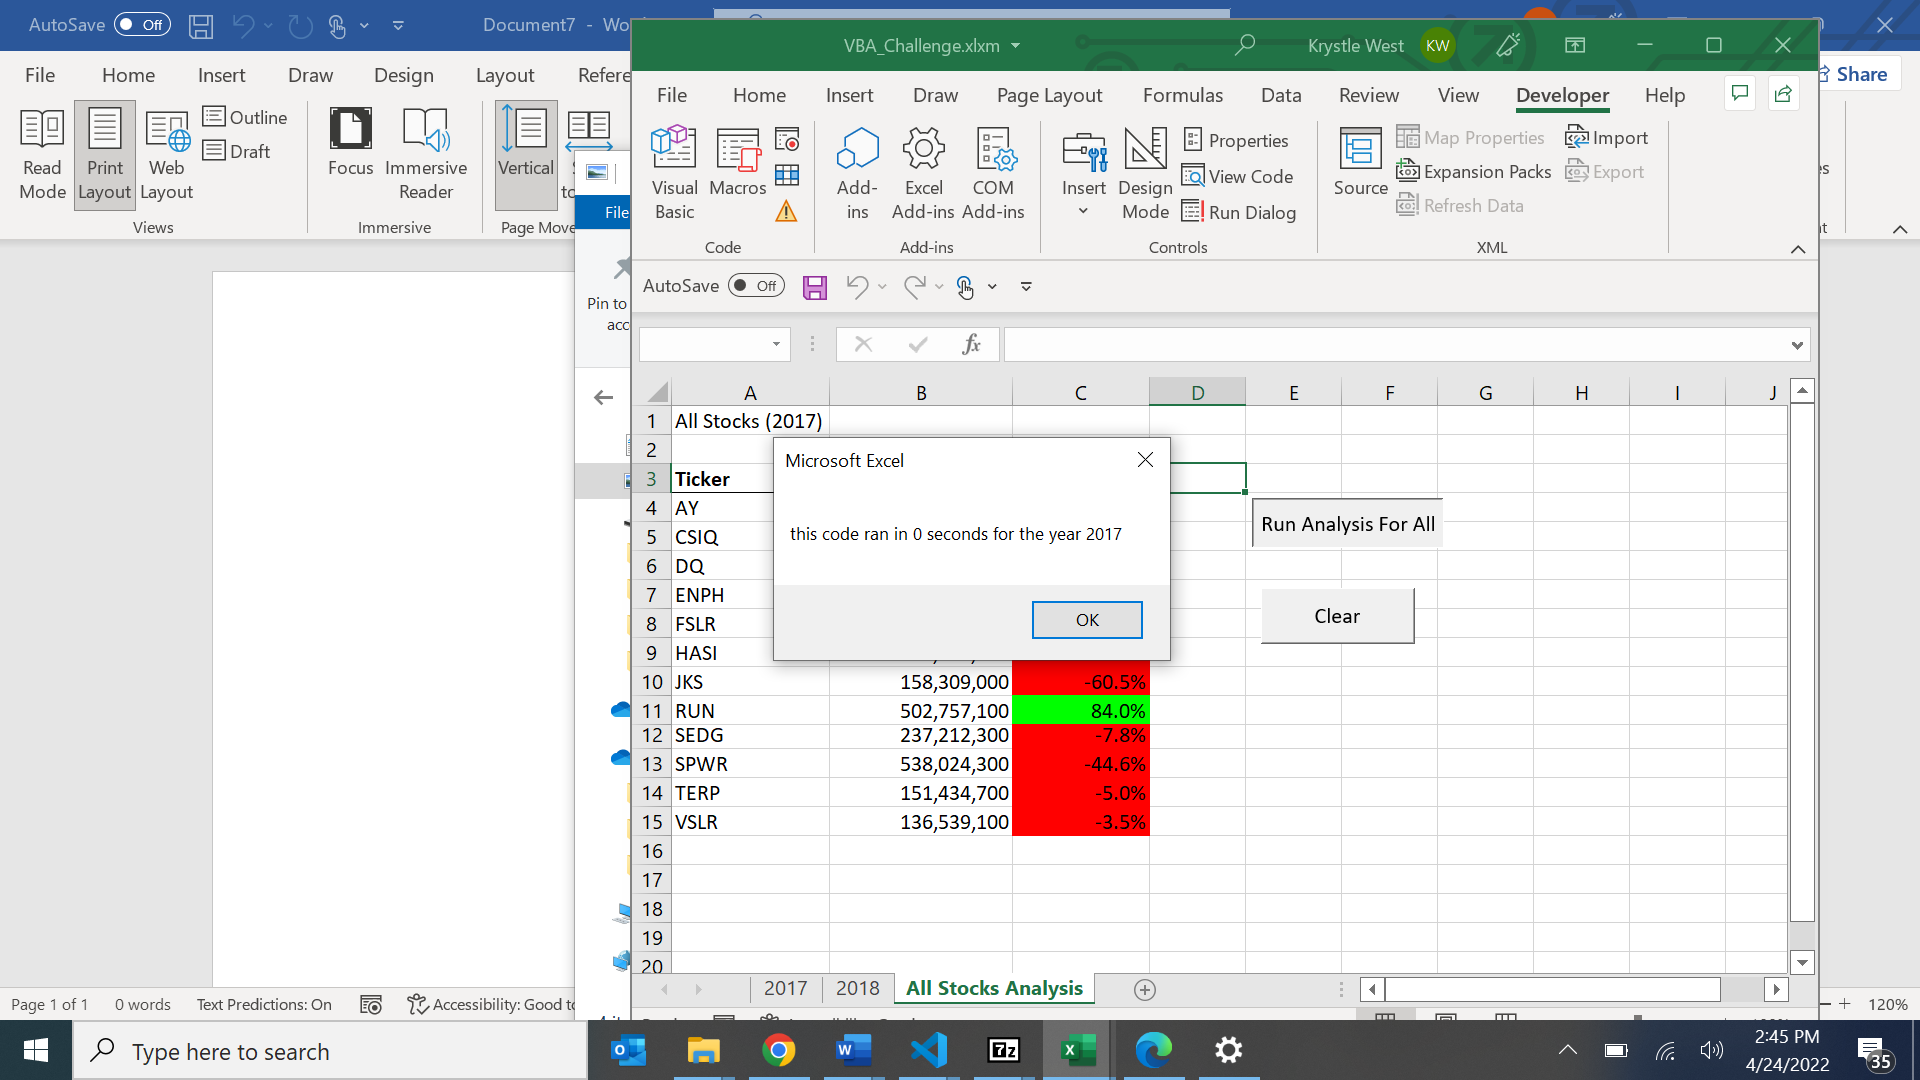 AutoSave Off Document7 -
File Home Insert Draw Design Layout Refere
Read Mode
Print Layout
Web Layout
Outline
Draft
Views
Focus
Immersive Reader
Immersive
Vertical
Page Move
File
Pin to
acc
VBA_Challenge.xlxm
Krystle West KW
Share
File Home Insert Draw Page Layout Formulas Data Review View Developer Help
Visual Basic
Macros
Code
Add-ins
Excel Add-ins
COM Add-ins
Add-ins
Insert
Design Mode
Properties
View Code
Run Dialog
Controls
Source
Map Properties
Expansion Packs
Refresh Data
Import
Export
XML
AutoSave Off
fx
A B C D E F G H I J
1 All Stocks (2017)
2
3 Ticker
4 AY
5 CSIQ
6 DQ
7 ENPH
8 FSLR
9 HASI
10 JKS 158,309,000 -60.5%
11 RUN 502,757,100 84.0%
12 SEDG 237,212,300 -7.8%
13 SPWR 538,024,300 -44.6%
14 TERP 151,434,700 -5.0%
15 VSLR 136,539,100 -3.5%
16
17
18
19
20
Microsoft Excel
this code ran in 0 seconds for the year 2017
OK
Run Analysis For All
Clear
2017 2018 All Stocks Analysis
Page 1 of 1 0 words Text Predictions: On Accessibility: Good to
120%
Type here to search
7z
2:45 PM
4/24/2022
35